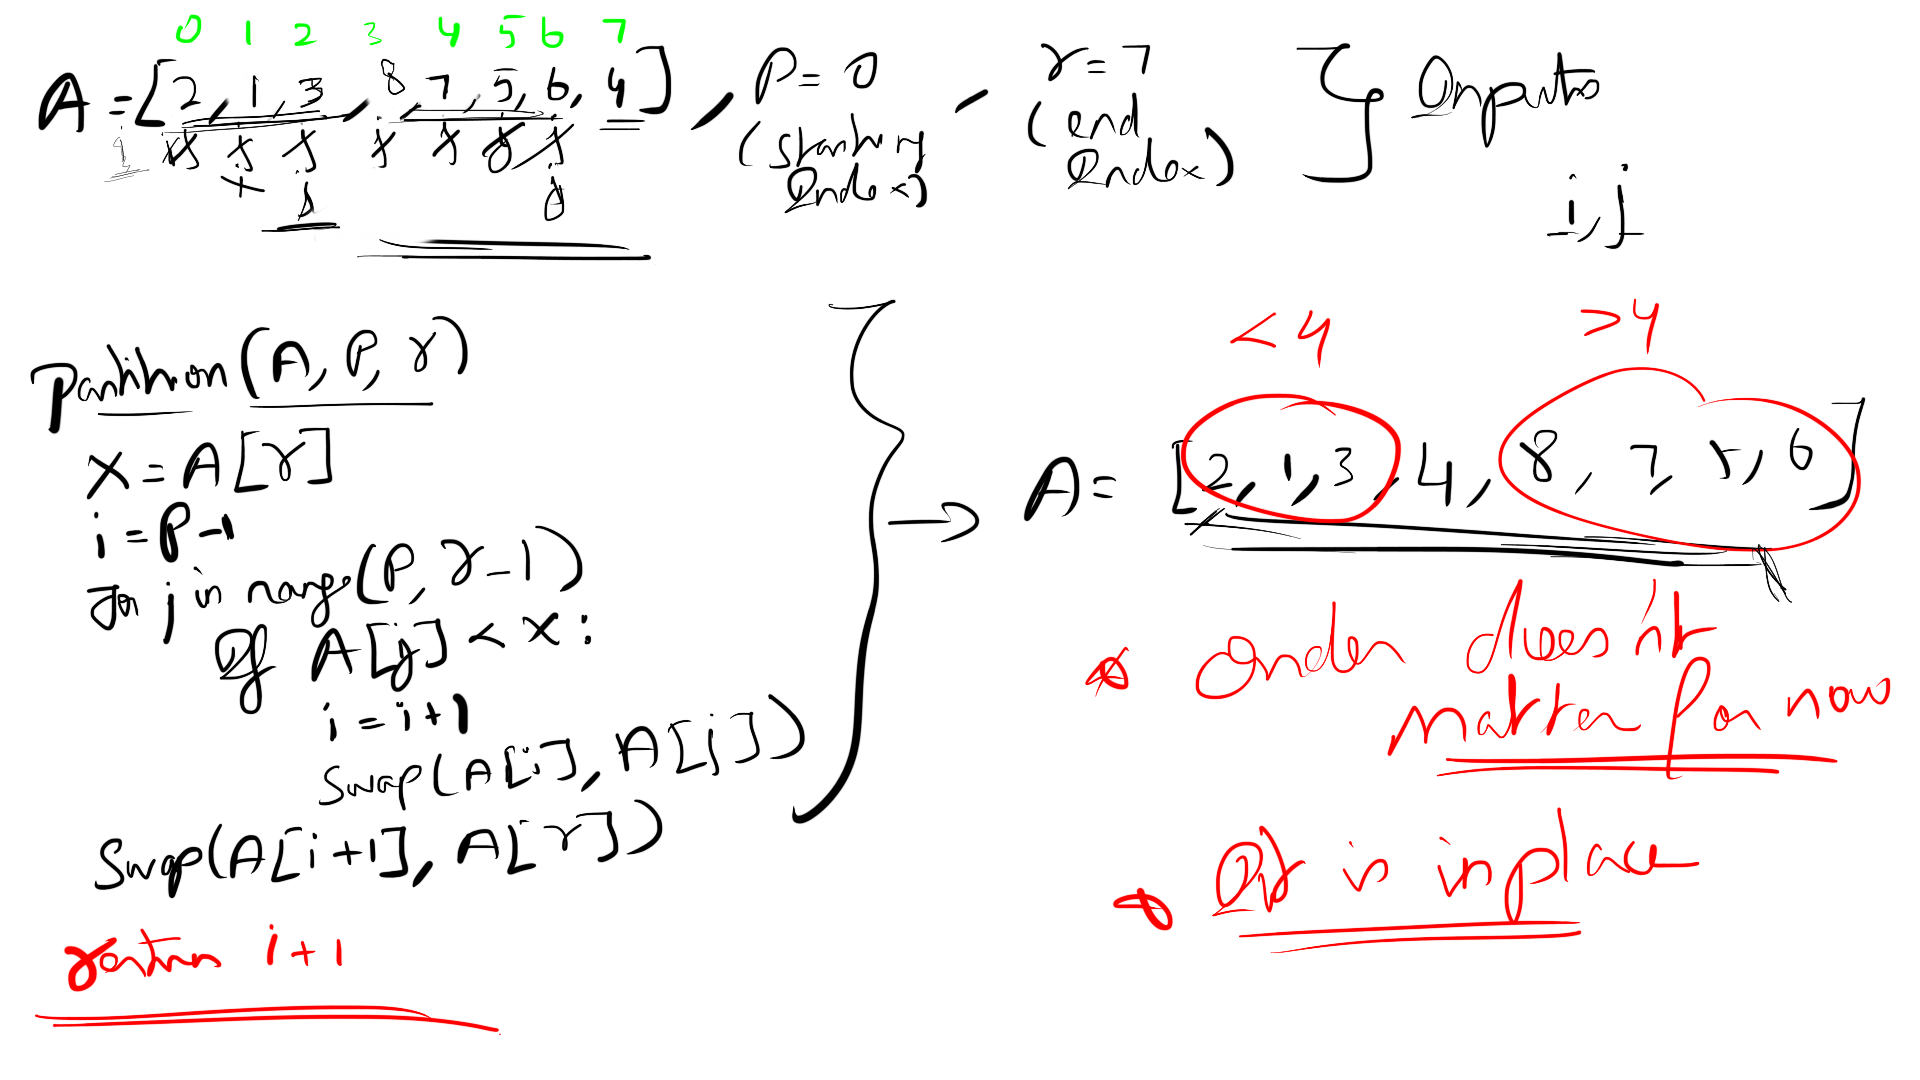 0 1 2 3 4 5 6 7
A = [2, 1, 3, 8, 7, 5, 6, 4], P = 0, r = 7 } Inputs
(starting Index) (end Index)
i
j j j j j j j
i j
i, j
Partition(A, P, r)
x = A[r]
i = P-1
for j in range(P, r-1)
If A[j] < x:
i = i+1
Swap(A[i], A[j])
Swap(A[i+1], A[r])
return i+1
<4 >4
→ A = [2, 1, 3, 4, 8, 7, 5, 6]
* Order doesn't
matter for now
* It is inplace